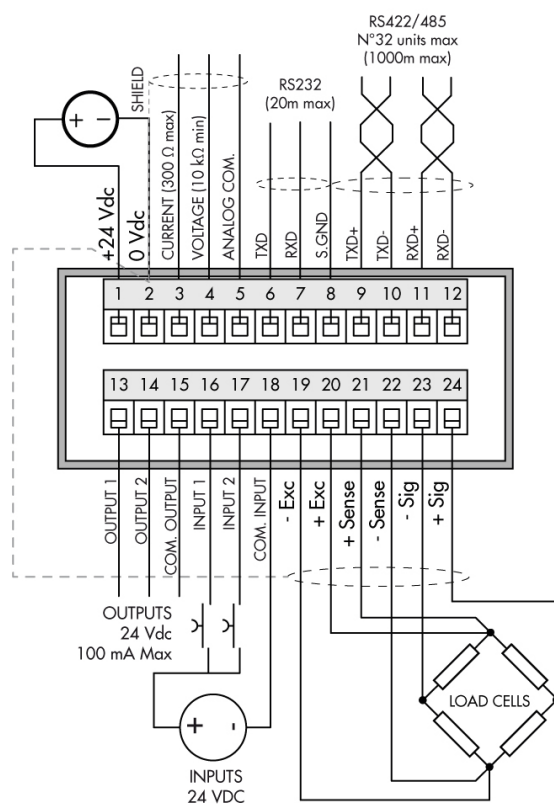 RS422/485
N°32 units max
(1000m max)
RS232
(20m max)
+ −
SHIELD
+24 Vdc
0 Vdc
CURRENT (300 Ω max)
VOLTAGE (10 kΩ min)
ANALOG COM.
TXD
RXD
S.GND
TXD+
TXD-
RXD+
RXD-
1 2 3 4 5 6 7 8 9 10 11 12
13 14 15 16 17 18 19 20 21 22 23 24
OUTPUT 1
OUTPUT 2
COM. OUTPUT
INPUT 1
INPUT 2
COM. INPUT
- Exc
+ Exc
+ Sense
- Sense
- Sig
+ Sig
OUTPUTS
24 Vdc
100 mA Max
LOAD CELLS
+ -
INPUTS
24 VDC